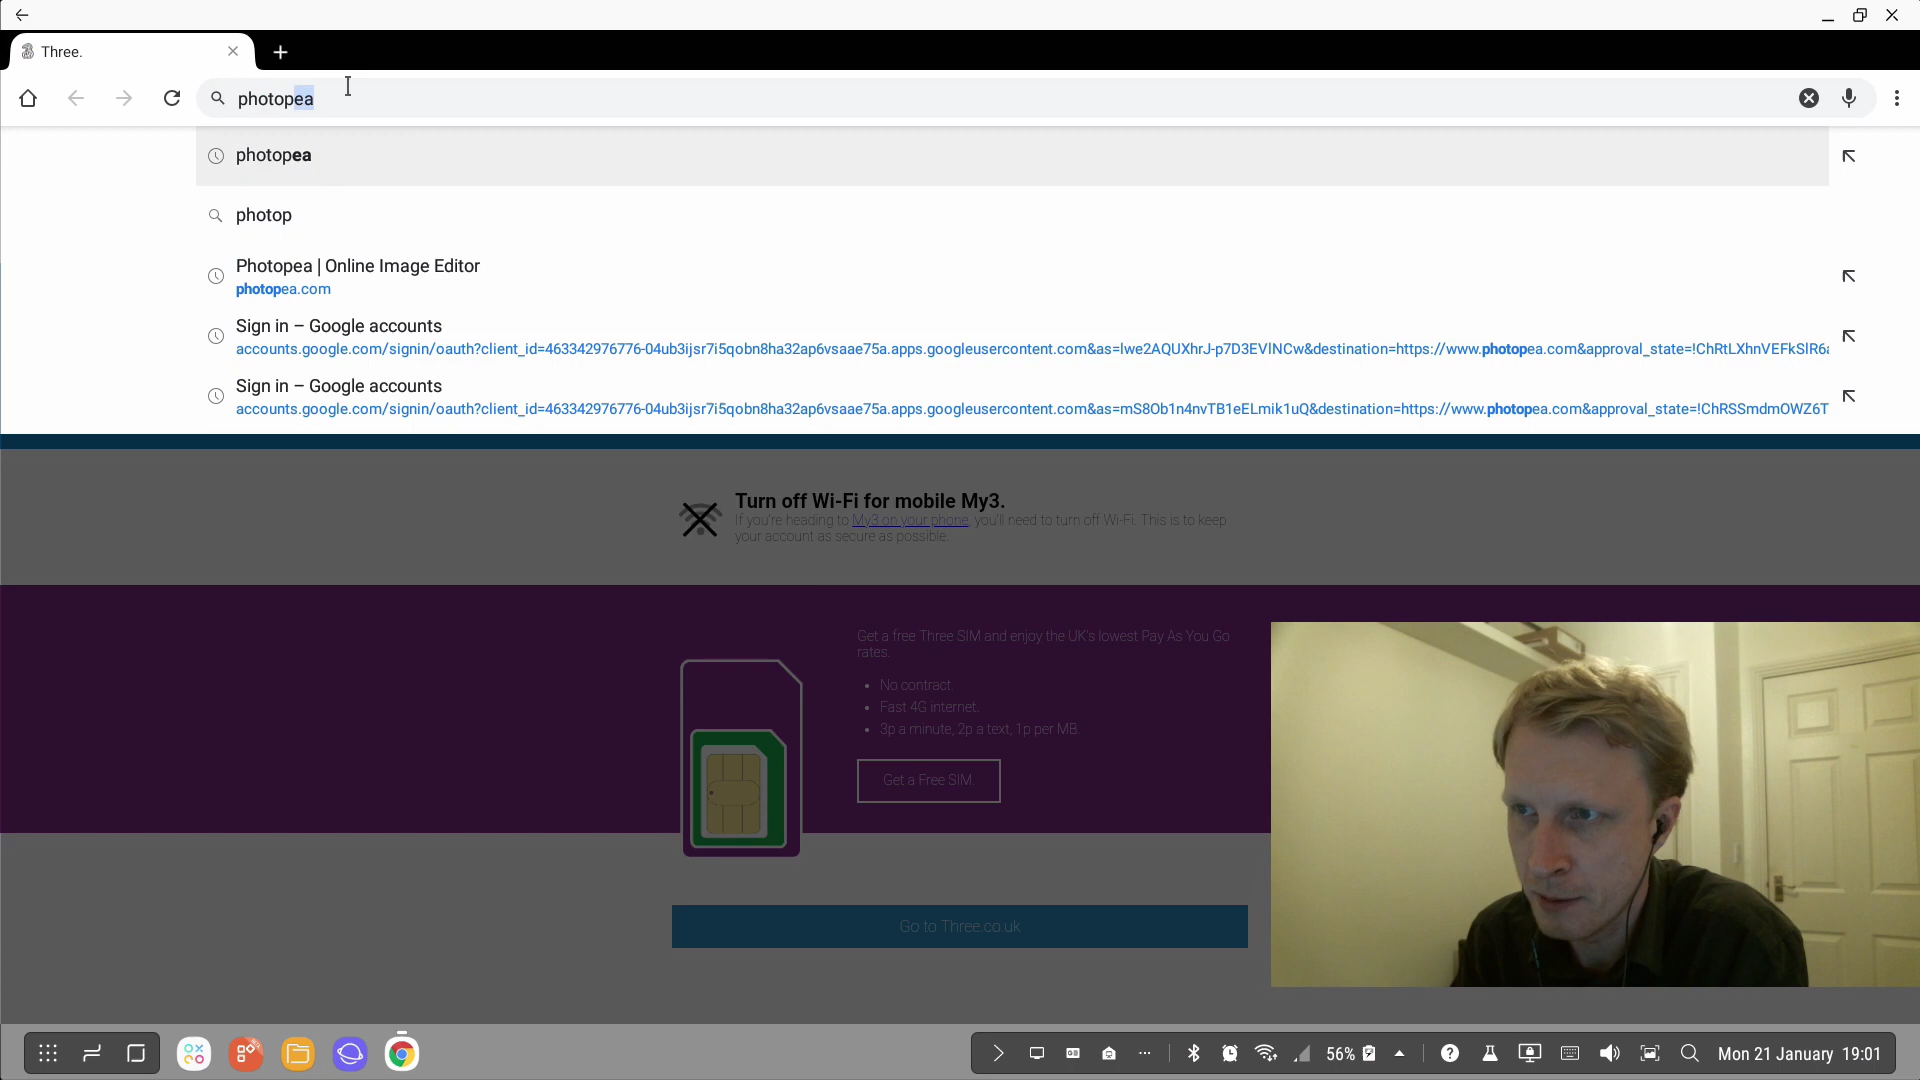 Three.
photopea
photopea
photop
Photopea | Online Image Editor
photopea.com
Sign in – Google accounts
accounts.google.com/signin/oauth?client_id=463342976776-04ub3ijsr7i5qobn8ha32ap6vsaae75a.apps.googleusercontent.com&as=lwe2AQUXhrJ-p7D3EVlNCw&destination=https://www.photopea.com&approval_state=!ChRtLXhnVEFkSlR6a
Sign in – Google accounts
accounts.google.com/signin/oauth?client_id=463342976776-04ub3ijsr7i5qobn8ha32ap6vsaae75a.apps.googleusercontent.com&as=mS8Ob1n4nvTB1eELmik1uQ&destination=https://www.photopea.com&approval_state=!ChRSSmdmOWZ6T
Turn off Wi-Fi for mobile My3.
If you're heading to My3 on your phone, you'll need to turn off Wi-Fi. This is to keep
your account as secure as possible.
Get a free Three SIM and enjoy the UK's lowest Pay As You Go
rates.
• No contract.
• Fast 4G internet.
• 3p a minute, 2p a text, 1p per MB.
Get a Free SIM.
Go to Three.co.uk
56%
Mon 21 January 19:01